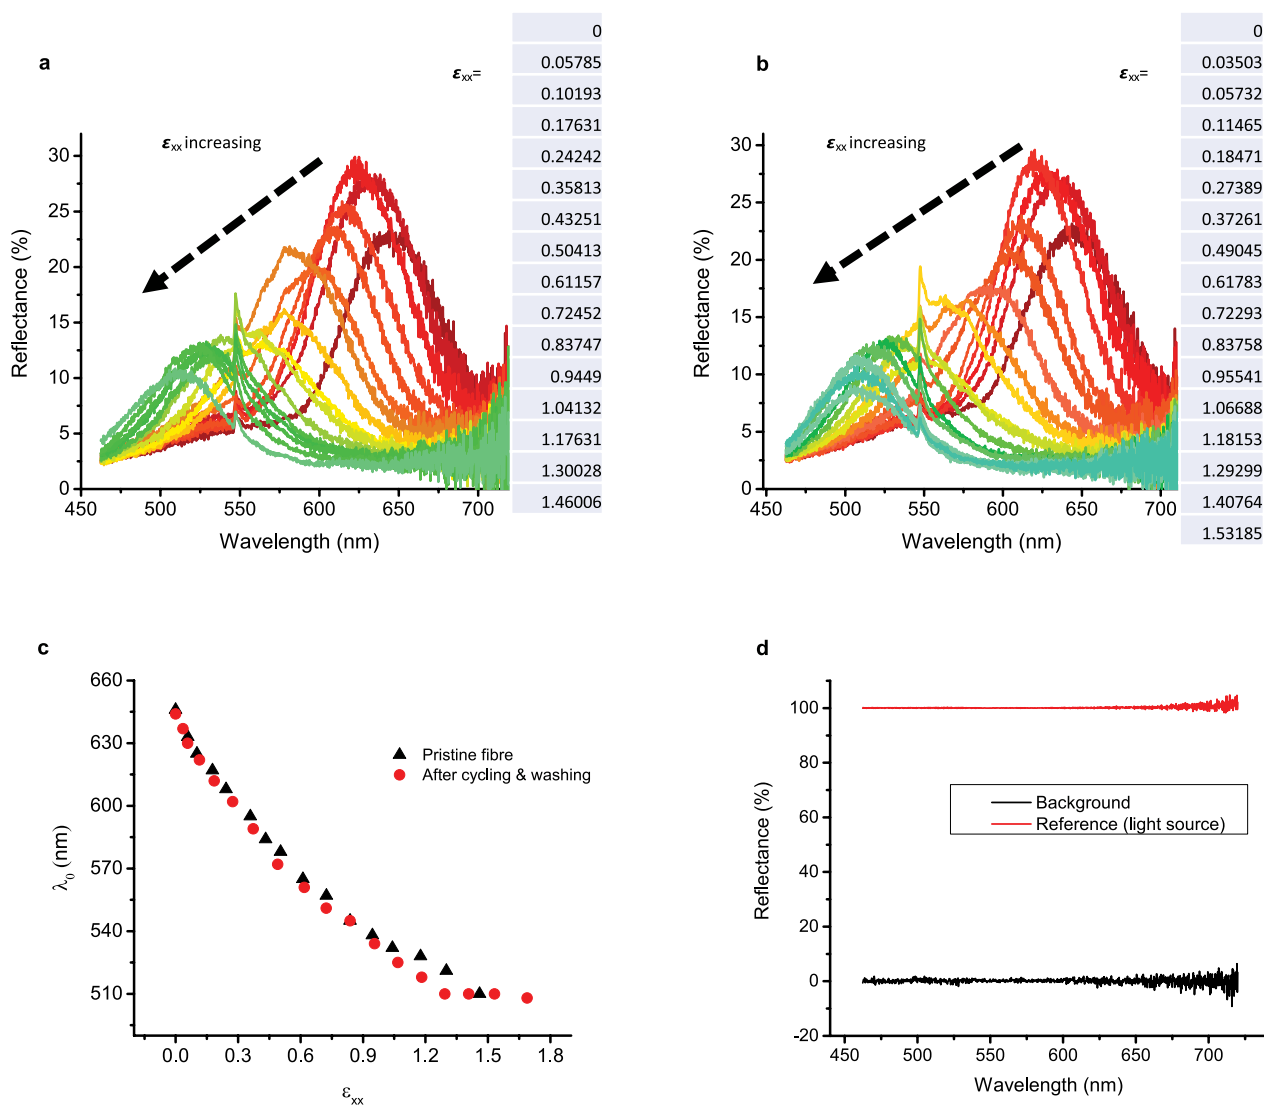 a
ε xx=
0
0.05785
0.10193
0.17631
0.24242
0.35813
0.43251
0.50413
0.61157
0.72452
0.83747
0.9449
1.04132
1.17631
1.30028
1.46006
ε xx increasing
30
25
20
15
10
5
0
Reflectance (%)
450 500 550 600 650 700
Wavelength (nm)
b
ε xx=
0
0.03503
0.05732
0.11465
0.18471
0.27389
0.37261
0.49045
0.61783
0.72293
0.83758
0.95541
1.06688
1.18153
1.29299
1.40764
1.53185
ε xx increasing
30
25
20
15
10
5
0
Reflectance (%)
450 500 550 600 650 700
Wavelength (nm)
c
660
630
600
570
540
510
λ0 (nm)
Pristine fibre
After cycling & washing
0.0 0.3 0.6 0.9 1.2 1.5 1.8
εxx
d
100
80
60
40
20
0
-20
Reflectance (%)
Background
Reference (light source)
450 500 550 600 650 700
Wavelength (nm)